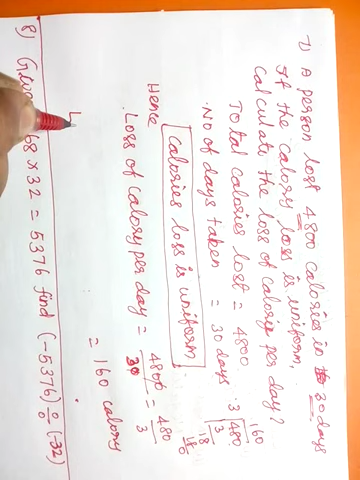 7) A person lost 4800 calories in 30 days
If the calory loss is uniform,
Calculate the loss of calorie per day?
Total calories lost = 4800
No of days taken = 30 days
Calories loss is uniform
Hence
Loss of calory per day = 4800/30 = 480/3
160
3 480
3
18
18
0
= 160 calory
8) Given 68 × 32 = 5376 find (-5376) ÷ (-32)